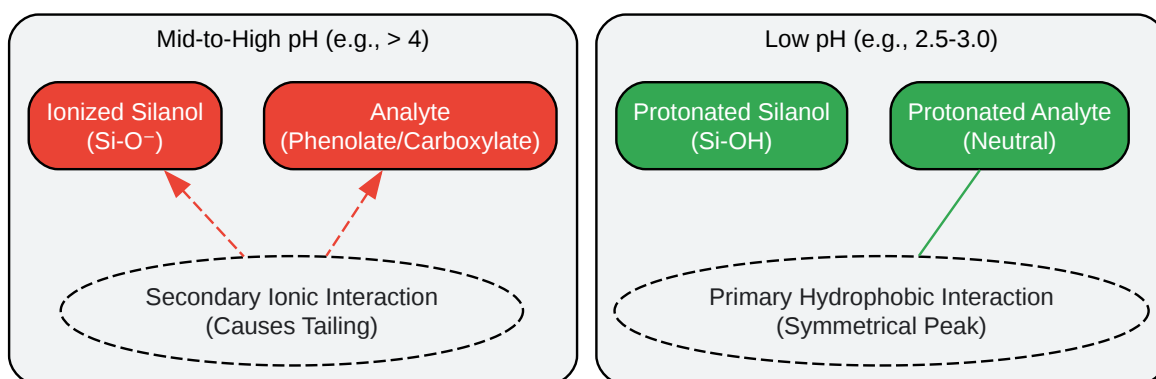 Mid-to-High pH (e.g., > 4)
Ionized Silanol
(Si-O⁻)
Analyte
(Phenolate/Carboxylate)
Secondary Ionic Interaction
(Causes Tailing)
Low pH (e.g., 2.5-3.0)
Protonated Silanol
(Si-OH)
Protonated Analyte
(Neutral)
Primary Hydrophobic Interaction
(Symmetrical Peak)